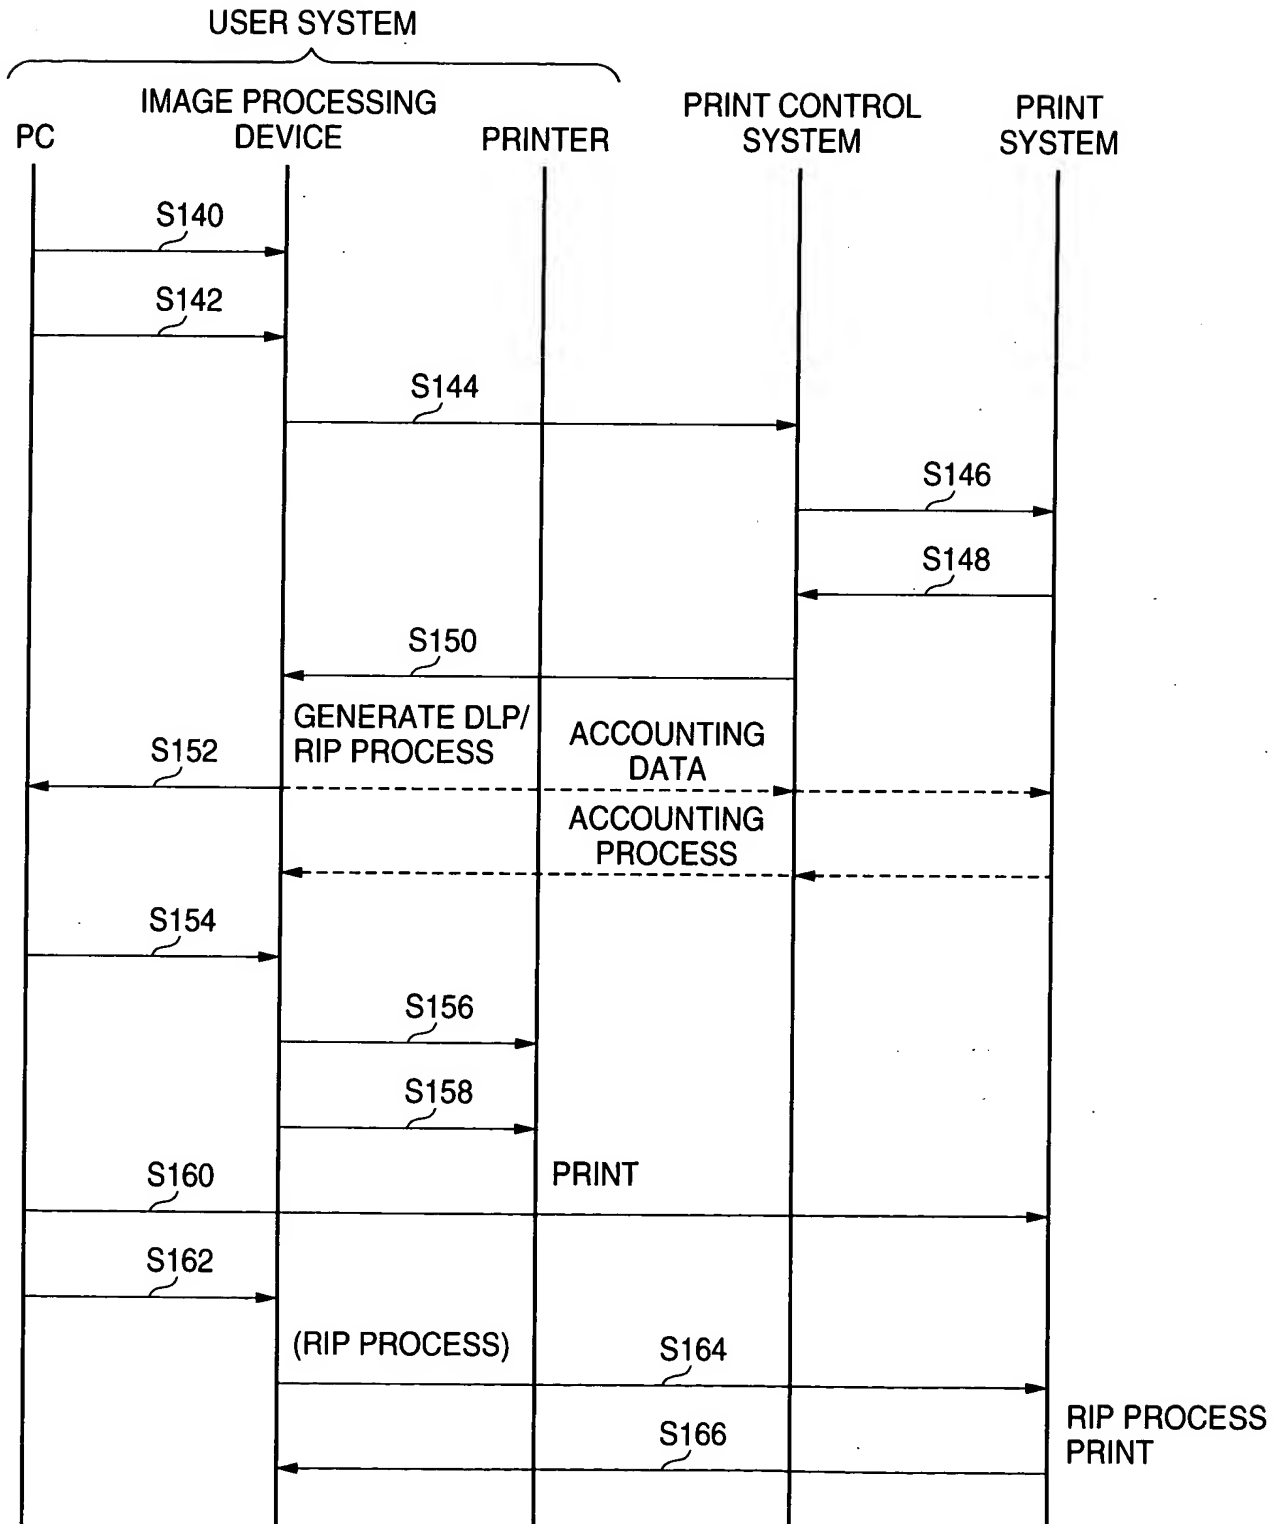 USER SYSTEM
IMAGE PROCESSING
DEVICE
PC
PRINTER
PRINT CONTROL
SYSTEM
PRINT
SYSTEM
S140
S142
S144
S146
S148
S150
GENERATE DLP/
RIP PROCESS
S152
ACCOUNTING
DATA
ACCOUNTING
PROCESS
S154
S156
S158
PRINT
S160
S162
(RIP PROCESS)
S164
RIP PROCESS
PRINT
S166